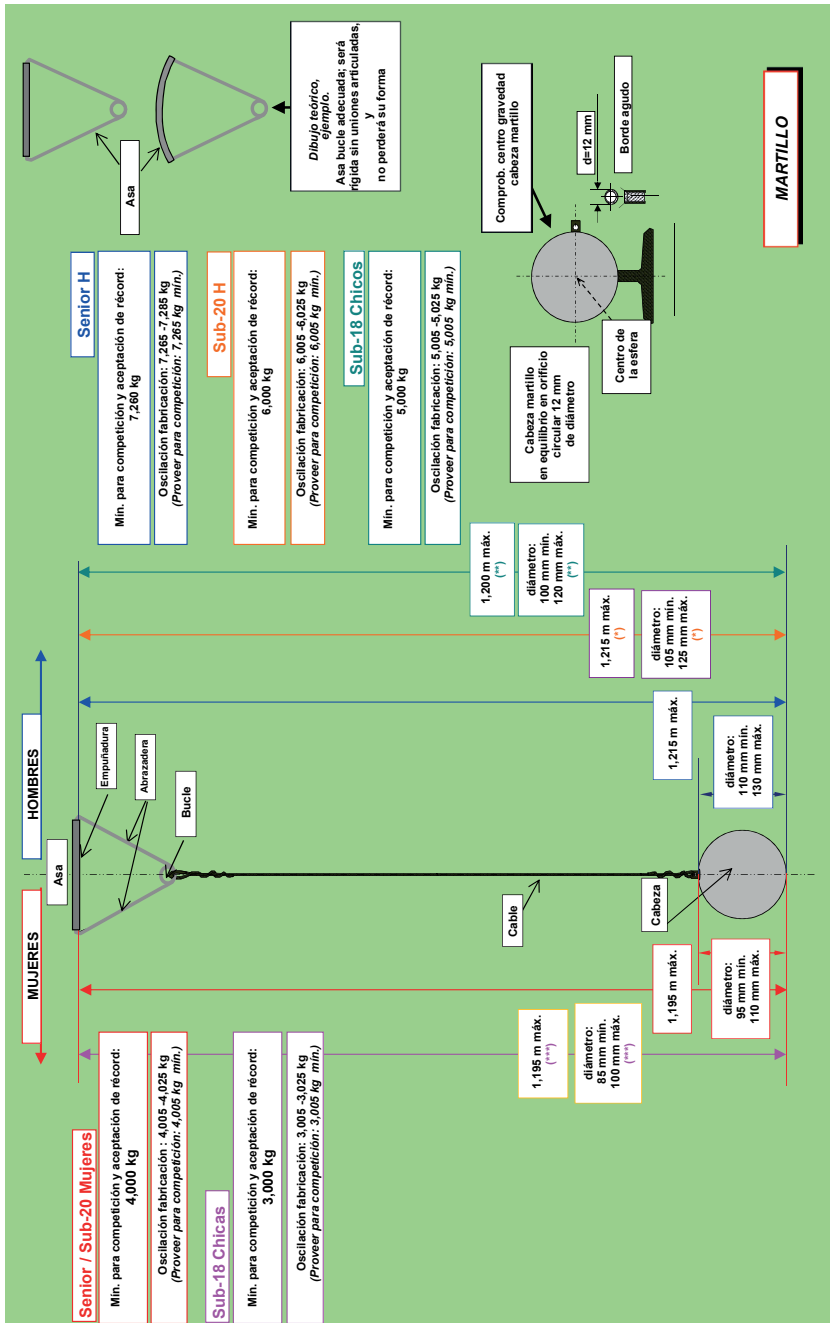 MUJERES
HOMBRES
Asa
Empuñadura
Abrazadera
Bucle
Cable
Cabeza
Senior / Sub-20 Mujeres
Mín. para competición y aceptación de récord:
4,000 kg
Oscilación fabricación : 4,005 -4,025 kg
(Proveer para competición: 4,005 kg mín.)
Sub-18 Chicas
Mín. para competición y aceptación de récord:
3,000 kg
Oscilación fabricación: 3,005 -3,025 kg
(Proveer para competición: 3,005 kg mín.)
1,195 m máx.
(***)
diámetro:
85 mm mín.
100 mm máx.
(***)
1,195 m máx.
diámetro:
95 mm mín.
110 mm máx.
1,215 m máx.
diámetro:
110 mm mín.
130 mm máx.
1,215 m máx.
(*)
diámetro:
105 mm mín.
125 mm máx.
(*)
1,200 m máx.
(**)
diámetro:
100 mm mín.
120 mm máx.
(**)
Senior H
Mín. para competición y aceptación de récord:
7,260 kg
Oscilación fabricación: 7,265 -7,285 kg
(Proveer para competición: 7,265 kg mín.)
Sub-20 H
Mín. para competición y aceptación de récord:
6,000 kg
Oscilación fabricación: 6,005 -6,025 kg
(Proveer para competición: 6,005 kg mín.)
Sub-18 Chicos
Mín. para competición y aceptación de récord:
5,000 kg
Oscilación fabricación: 5,005 -5,025 kg
(Proveer para competición: 5,005 kg mín.)
Asa
Dibujo teórico,
ejemplo.
Asa bucle adecuada; será
rígida sin uniones articuladas,
y
no perderá su forma
Cabeza martillo
en equilibrio en orificio
circular 12 mm
de diámetro
Centro de
la esfera
Comprob. centro gravedad
cabeza martillo
d=12 mm
Borde agudo
MARTILLO